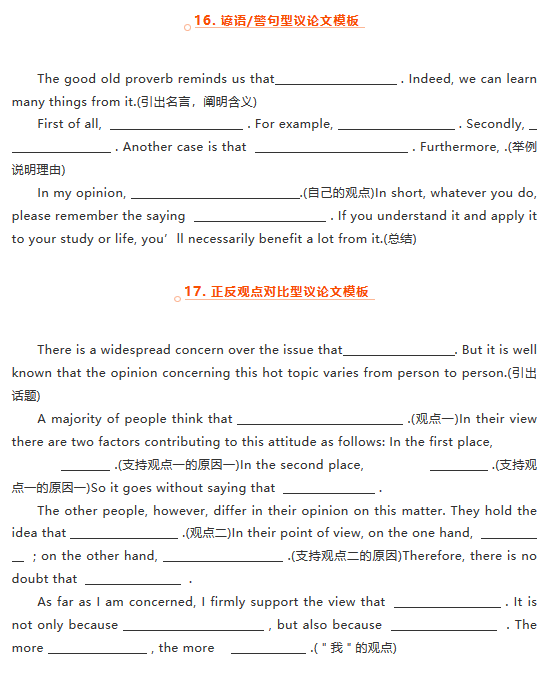 16. 谚语/警句型议论文模板
The good old proverb reminds us that____________________ . Indeed, we can learn
many things from it.(引出名言，阐明含义)
First of all, ______________________ . For example, ___________________ . Secondly, _
________________ . Another case is that _________________________ . Furthermore, .(举例
说明理由)
In my opinion, ____________________________.(自己的观点)In short, whatever you do,
please remember the saying ______________________ . If you understand it and apply it
to your study or life, you'll necessarily benefit a lot from it.(总结)
17. 正反观点对比型议论文模板
There is a widespread concern over the issue that__________________. But it is well
known that the opinion concerning this hot topic varies from person to person.(引出
话题)
A majority of people think that ___________________________ .(观点一)In their view
there are two factors contributing to this attitude as follows: In the first place,
________ .(支持观点一的原因一)In the second place, _________ .(支持观
点一的原因一)So it goes without saying that _______________ .
The other people, however, differ in their opinion on this matter. They hold the
idea that __________________ .(观点二)In their point of view, on the one hand, _________
__ ; on the other hand, ____________________ .(支持观点二的原因)Therefore, there is no
doubt that ________________ .
As far as I am concerned, I firmly support the view that __________________ . It is
not only because ________________________ , but also because __________________ . The
more ________________ , the more _____________ .("我"的观点)